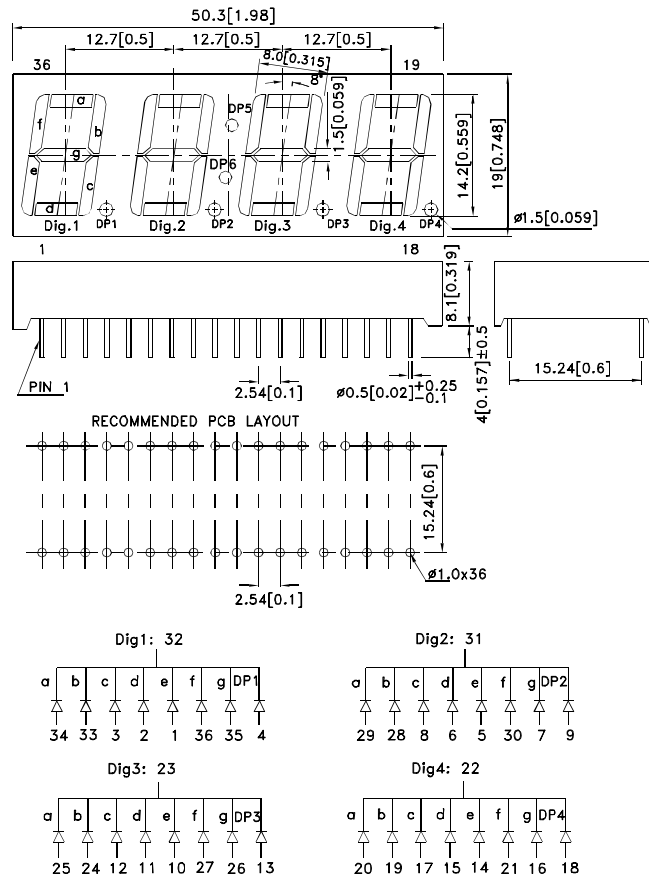 50.3[1.98]
12.7[0.5] 12.7[0.5] 12.7[0.5]
8.0[0.315]
36 19
8°
a DP5
f b
1.5[0.059]
g
DP6
e c
d
14.2[0.559]
19[0.748]
Dig.1 DP1 Dig.2 DP2 Dig.3 DP3 Dig.4 DP4
ø1.5[0.059]
1 18
8.1[0.319]
4[0.157]±0.5
PIN 1
2.54[0.1]
ø0.5[0.02]+0.25
−0.1
15.24[0.6]
RECOMMENDED PCB LAYOUT
15.24[0.6]
ø1.0x36
2.54[0.1]
Dig1: 32
a b c d e f g DP1
34 33 3 2 1 36 35 4
Dig2: 31
a b c d e f g DP2
29 28 8 6 5 30 7 9
Dig3: 23
a b c d e f g DP3
25 24 12 11 10 27 26 13
Dig4: 22
a b c d e f g DP4
20 19 17 15 14 21 16 18